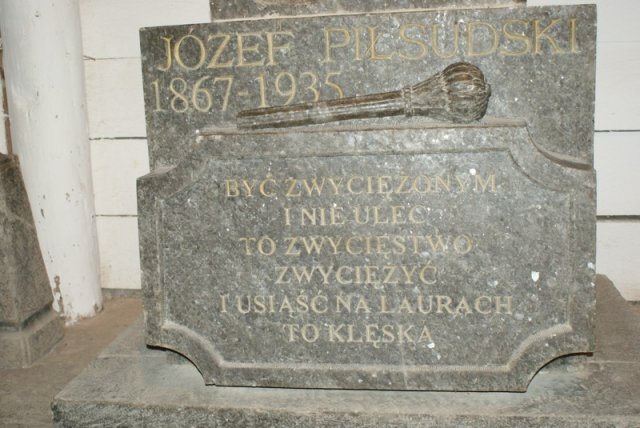 JÓZEF PIŁSUDSKI
1867-1935
BYĆ ZWYCIĘŻONYM
I NIE ULEC
TO ZWYCIĘSTWO
ZWYCIĘŻYĆ
I USIĄŚĆ NA LAURACH
TO KLĘSKA